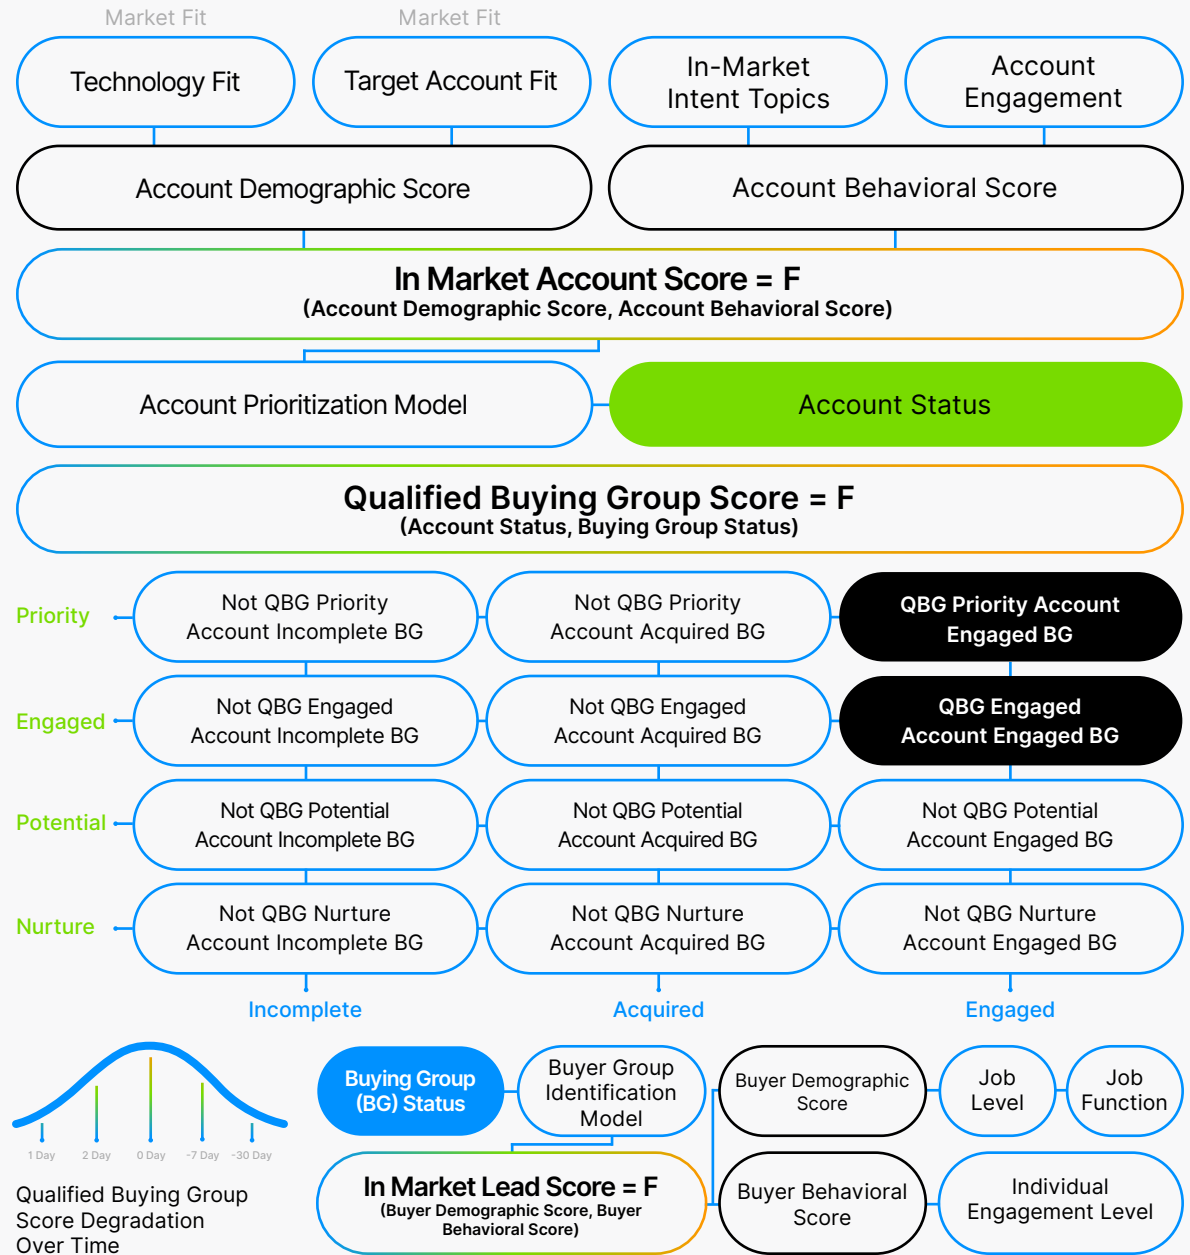 Market Fit
Market Fit
Technology Fit
Target Account Fit
In-Market
Intent Topics
Account
Engagement
Account Demographic Score
Account Behavioral Score
In Market Account Score = F
(Account Demographic Score, Account Behavioral Score)
Account Prioritization Model
Account Status
Qualified Buying Group Score = F
(Account Status, Buying Group Status)
Priority
Not QBG Priority
Account Incomplete BG
Not QBG Priority
Account Acquired BG
QBG Priority Account
Engaged BG
Engaged
Not QBG Engaged
Account Incomplete BG
Not QBG Engaged
Account Acquired BG
QBG Engaged
Account Engaged BG
Potential
Not QBG Potential
Account Incomplete BG
Not QBG Potential
Account Acquired BG
Not QBG Potential
Account Engaged BG
Nurture
Not QBG Nurture
Account Incomplete BG
Not QBG Nurture
Account Acquired BG
Not QBG Nurture
Account Engaged BG
Incomplete
Acquired
Engaged
1 Day
2 Day
0 Day
-7 Day
-30 Day
Qualified Buying Group
Score Degradation
Over Time
Buying Group
(BG) Status
Buyer Group
Identification
Model
Buyer Demographic
Score
Job
Level
Job
Function
In Market Lead Score = F
(Buyer Demographic Score, Buyer
Behavioral Score)
Buyer Behavioral
Score
Individual
Engagement Level